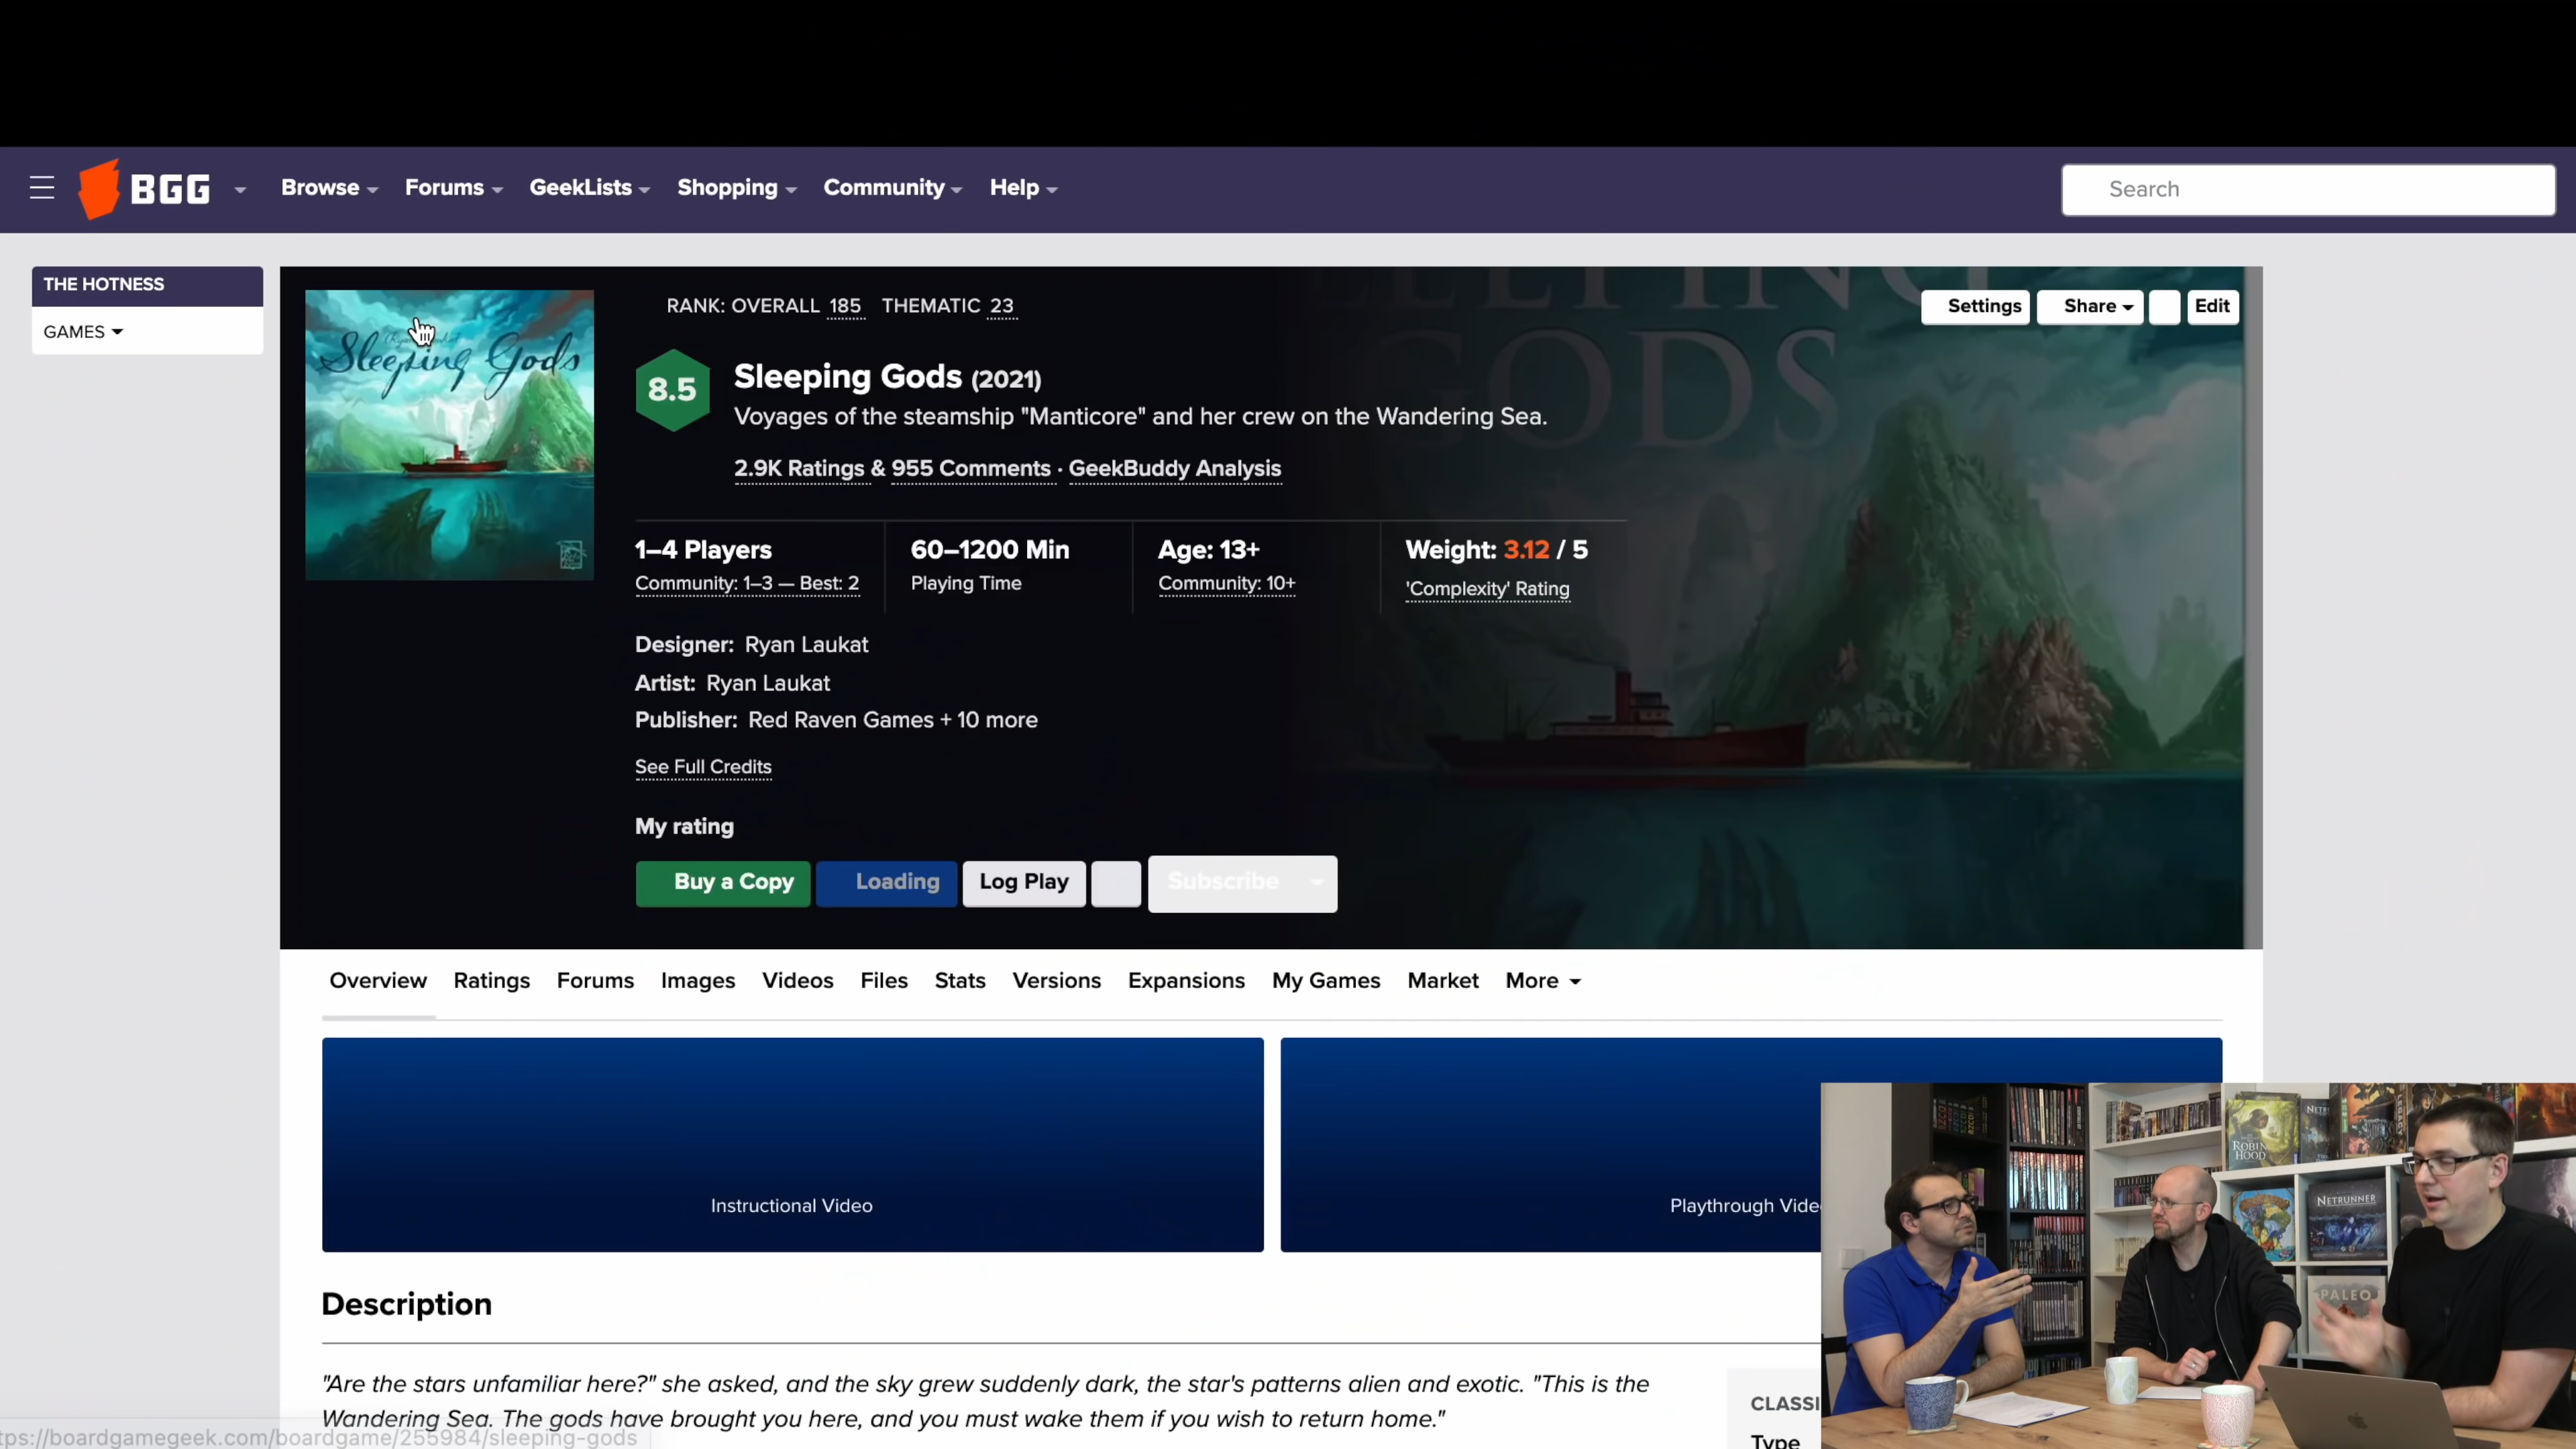 BGG
Browse
Forums
GeekLists
Shopping
Community
Help
Search
THE HOTNESS
GAMES
Sleeping Gods
RANK: OVERALL 185 THEMATIC 23
Settings
Share
Edit
GODS
8.5
Sleeping Gods (2021)
Voyages of the steamship "Manticore" and her crew on the Wandering Sea.
2.9K Ratings & 955 Comments · GeekBuddy Analysis
1–4 Players
Community: 1–3 — Best: 2
60–1200 Min
Playing Time
Age: 13+
Community: 10+
Weight: 3.12 / 5
'Complexity' Rating
Designer: Ryan Laukat
Artist: Ryan Laukat
Publisher: Red Raven Games + 10 more
See Full Credits
My rating
Buy a Copy
Loading
Log Play
Subscribe
Overview
Ratings
Forums
Images
Videos
Files
Stats
Versions
Expansions
My Games
Market
More
Instructional Video
Playthrough Vide
Description
"Are the stars unfamiliar here?" she asked, and the sky grew suddenly dark, the star's patterns alien and exotic. "This is the
Wandering Sea. The gods have brought you here, and you must wake them if you wish to return home."
CLASSI
Type
tps://boardgamegeek.com/boardgame/255984/sleeping-gods
ROBIN
HOOD
NETRUNNER
PALEO